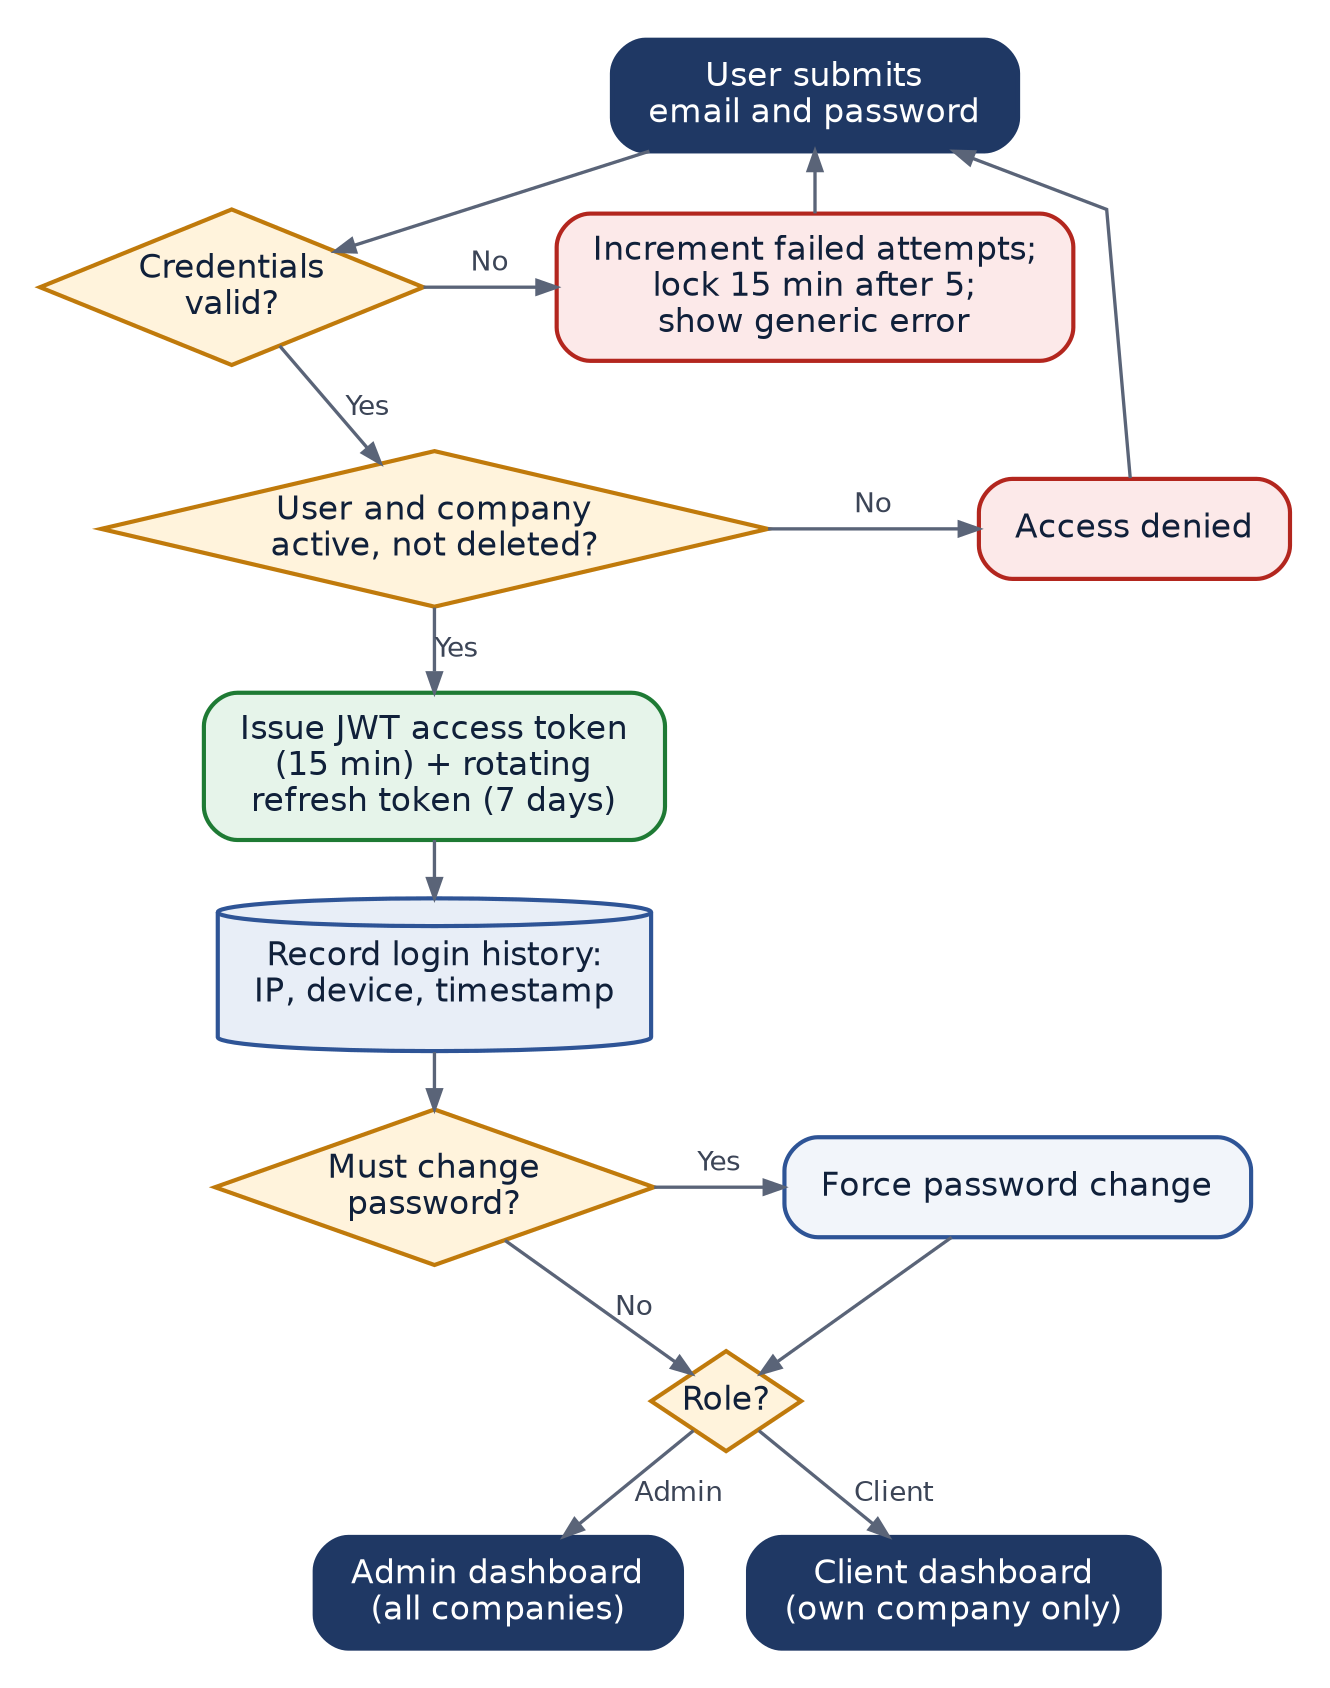 User submits
email and password
Credentials
valid?
No
Increment failed attempts;
lock 15 min after 5;
show generic error
Yes
User and company
active, not deleted?
No
Access denied
Yes
Issue JWT access token
(15 min) + rotating
refresh token (7 days)
Record login history:
IP, device, timestamp
Must change
password?
Yes
Force password change
No
Role?
Admin
Client
Admin dashboard
(all companies)
Client dashboard
(own company only)